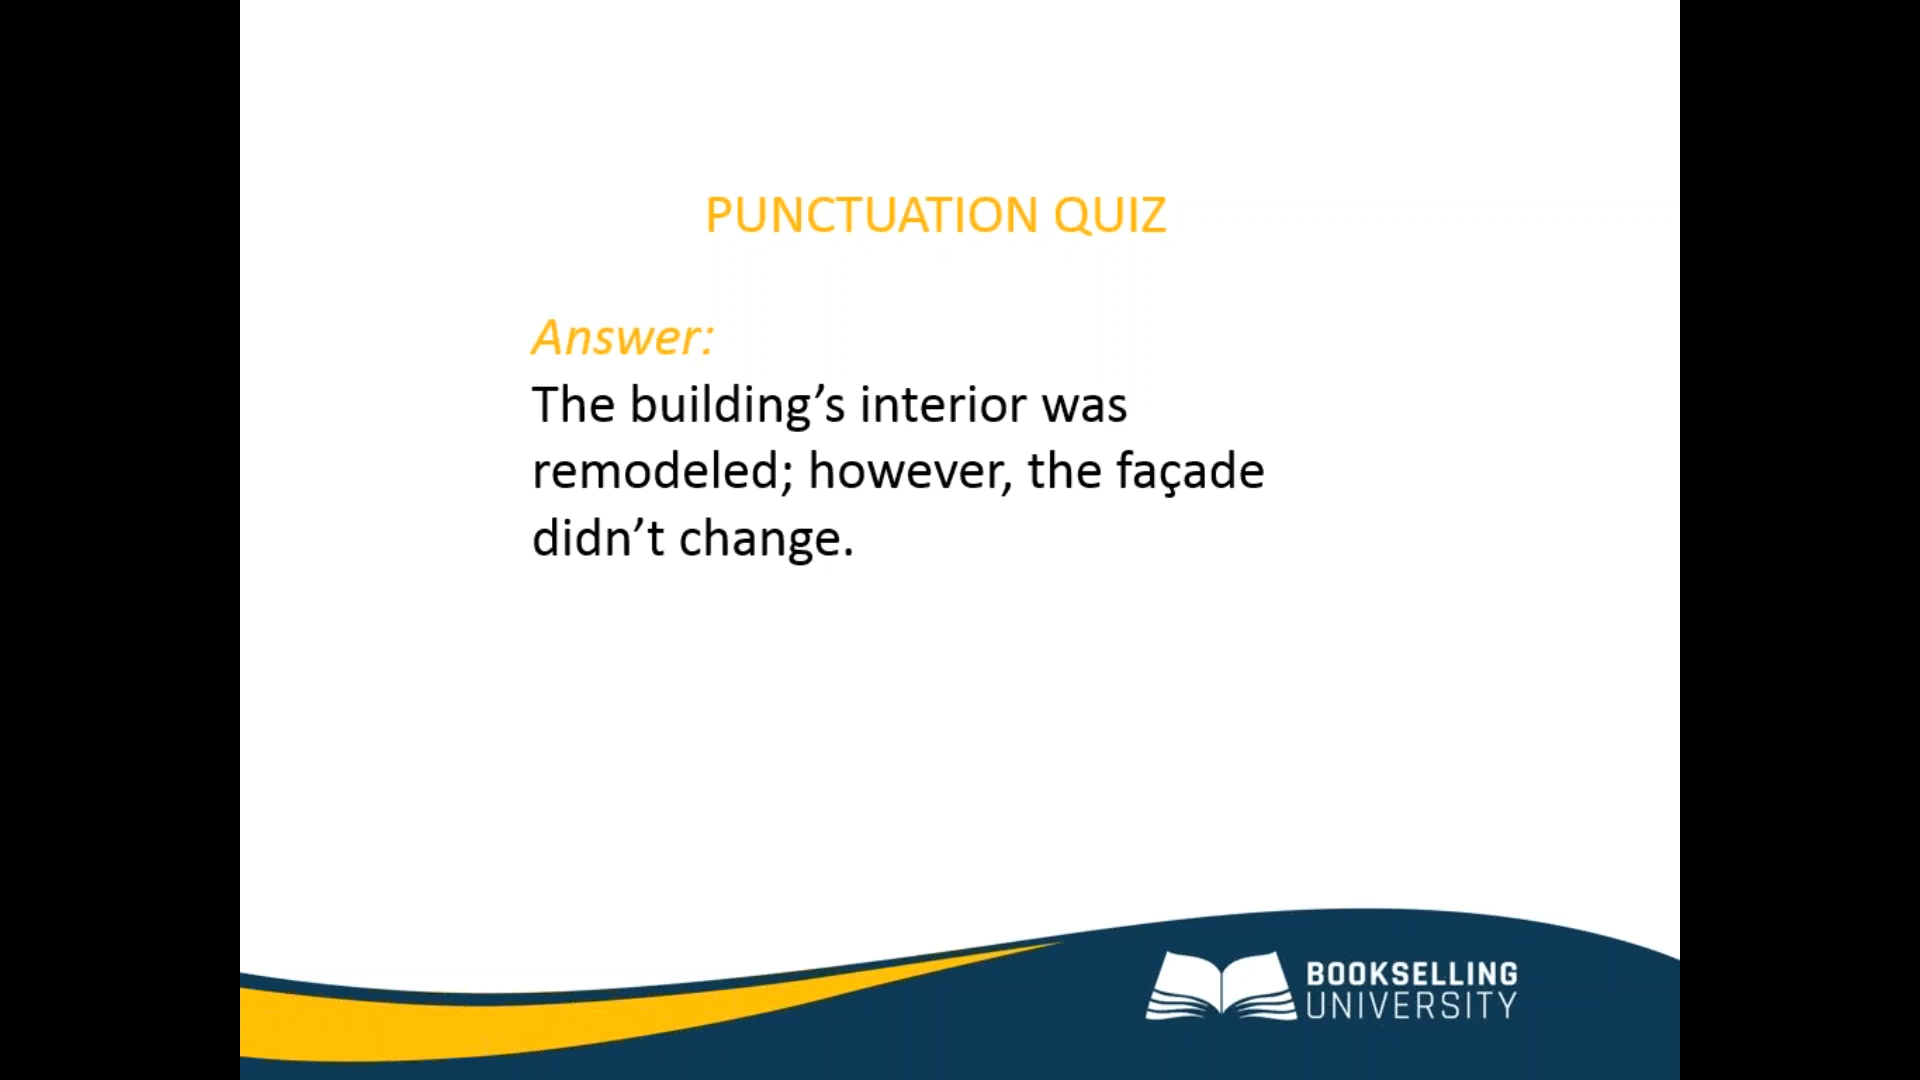 PUNCTUATION QUIZ
Answer:
The building’s interior was
remodeled; however, the façade
didn’t change.
BOOKSELLING
UNIVERSITY